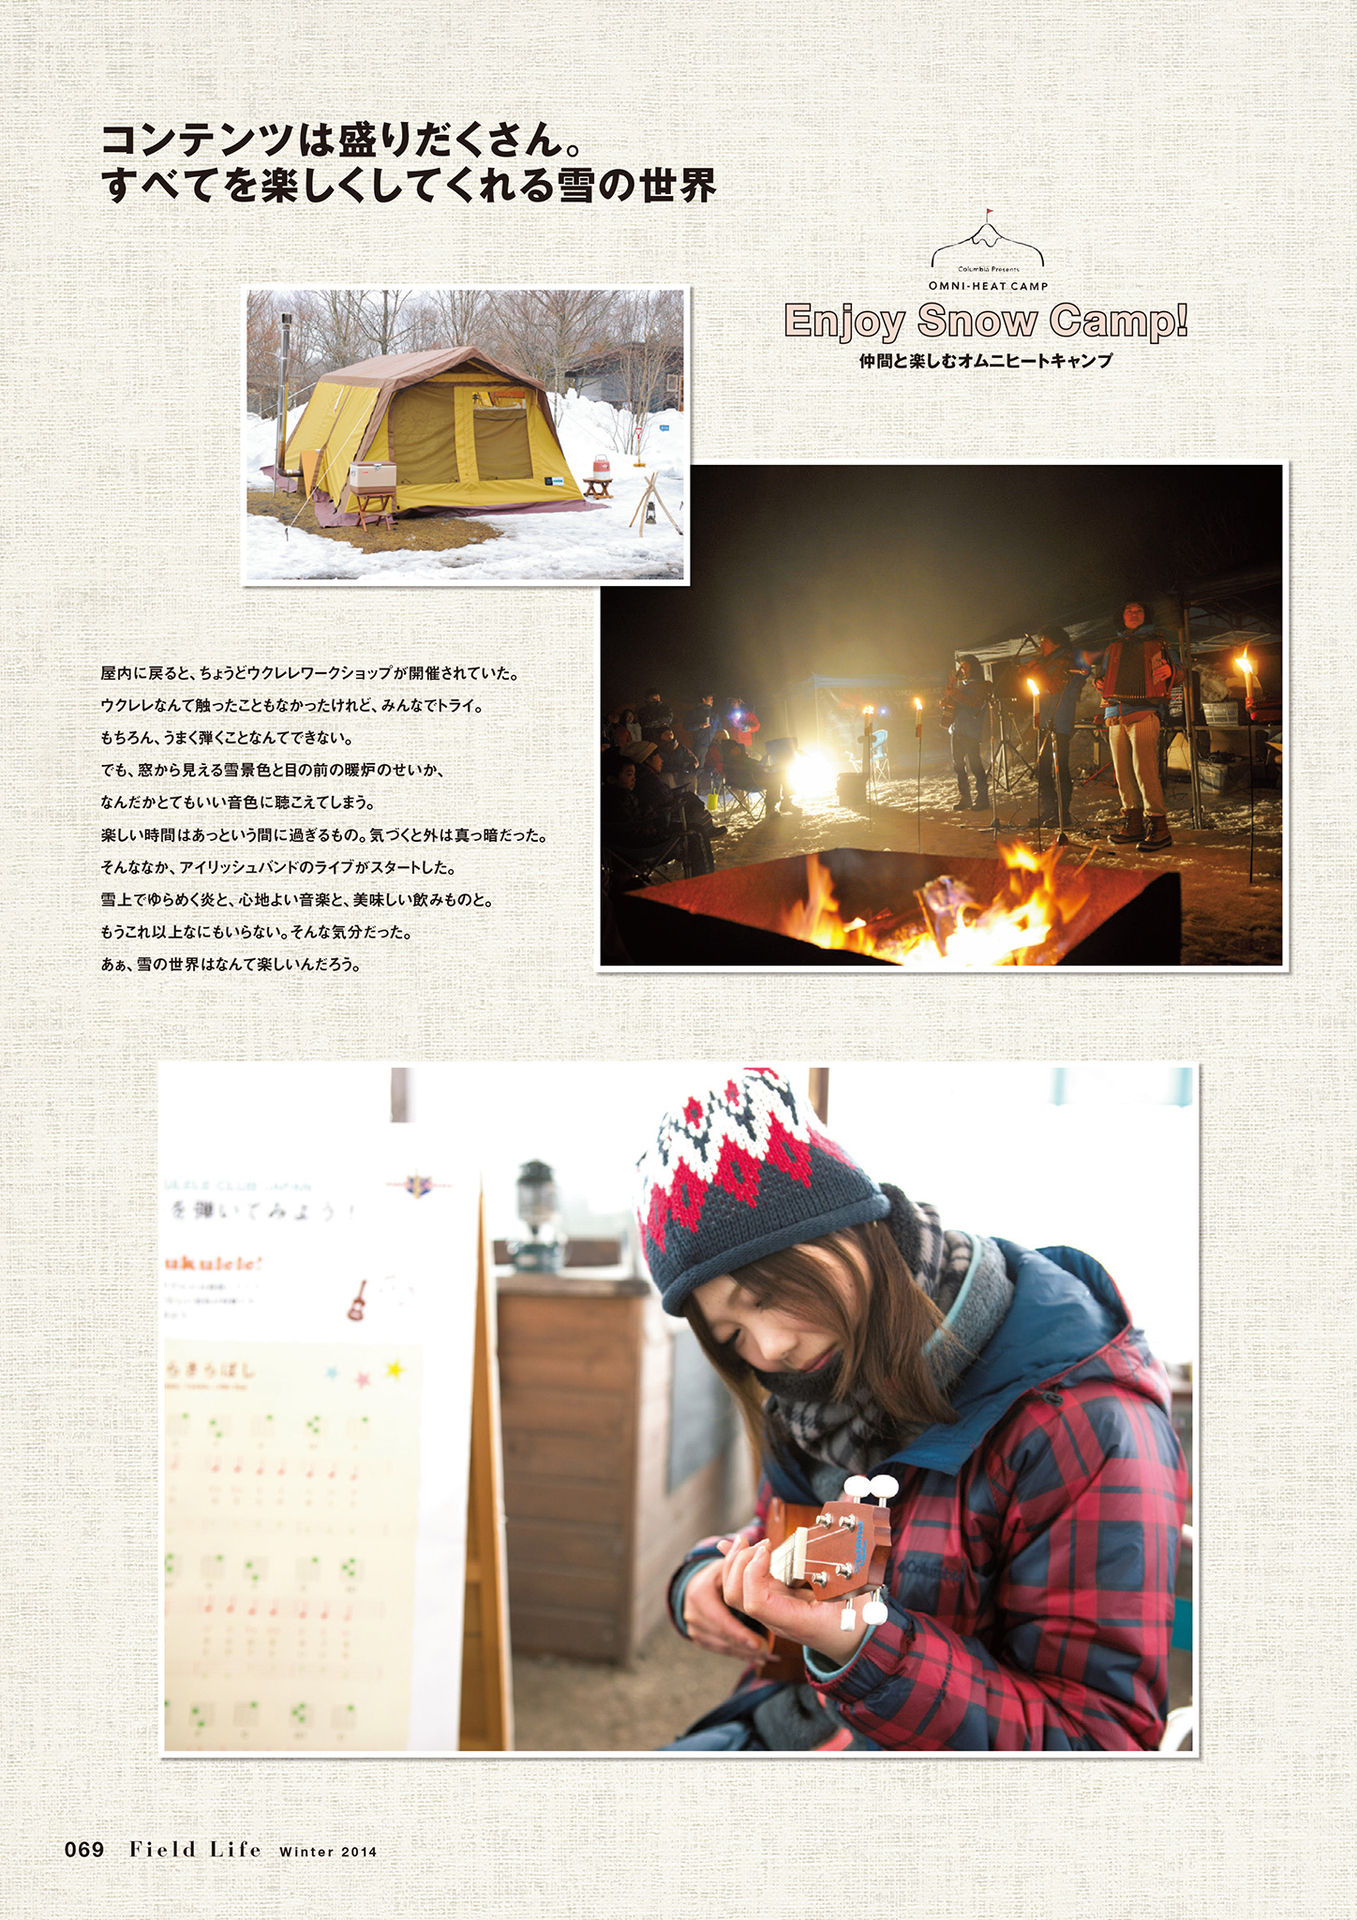 コンテンツは盛りだくさん。
すべてを楽しくしてくれる雪の世界
Columbia Presents
OMNI-HEAT CAMP
Enjoy Snow Camp!
仲間と楽しむオムニヒートキャンプ
屋内に戻ると、ちょうどウクレレワークショップが開催されていた。
ウクレレなんて触ったこともなかったけれど、みんなでトライ。
もちろん、うまく弾くことなんてできない。
でも、窓から見える雪景色と目の前の暖炉のせいか、
なんだかとてもいい音色に聴こえてしまう。
楽しい時間はあっという間に過ぎるもの。気づくと外は真っ暗だった。
そんななか、アイリッシュバンドのライブがスタートした。
雪上でゆらめく炎と、心地よい音楽と、美味しい飲みものと。
もうこれ以上なにもいらない。そんな気分だった。
あぁ、雪の世界はなんて楽しいんだろう。
を弾いてみよう!
ukulele!
らきらぼし
Columbia
069 Field Life Winter 2014